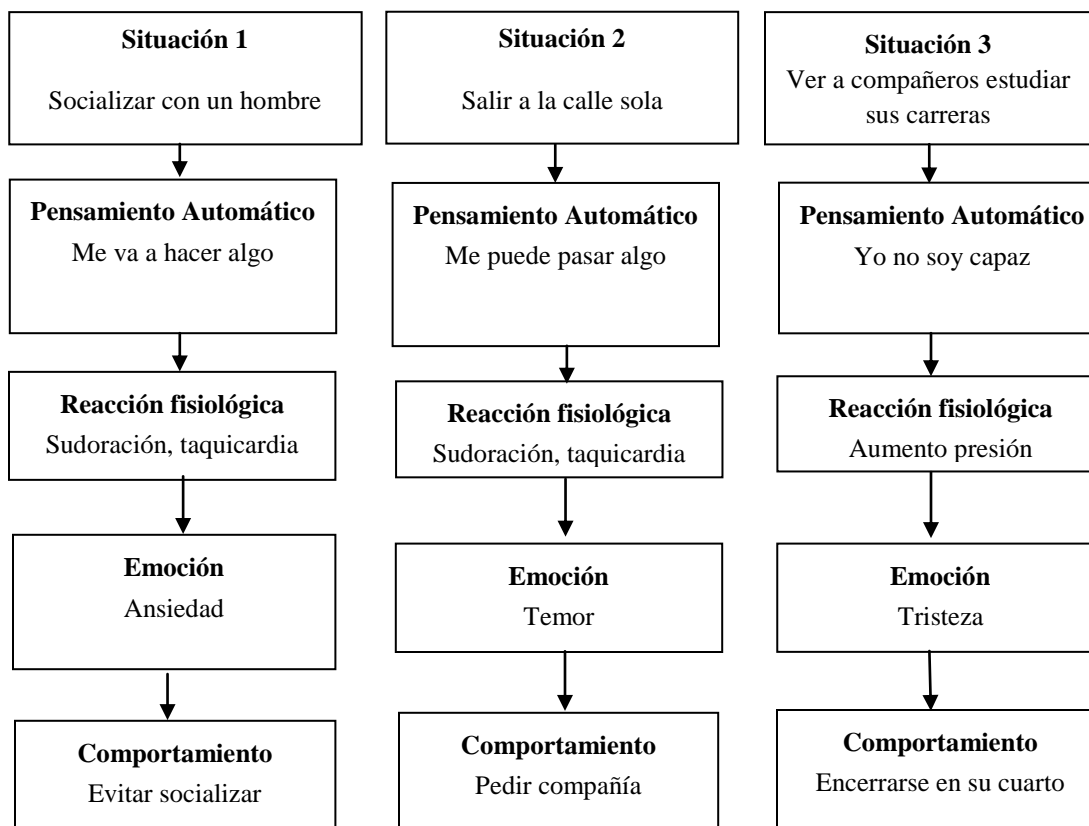 Situación 1
Socializar con un hombre
Pensamiento Automático
Me va a hacer algo
Reacción fisiológica
Sudoración, taquicardia
Emoción
Ansiedad
Comportamiento
Evitar socializar
Situación 2
Salir a la calle sola
Pensamiento Automático
Me puede pasar algo
Reacción fisiológica
Sudoración, taquicardia
Emoción
Temor
Comportamiento
Pedir compañía
Situación 3
Ver a compañeros estudiar
sus carreras
Pensamiento Automático
Yo no soy capaz
Reacción fisiológica
Aumento presión
Emoción
Tristeza
Comportamiento
Encerrarse en su cuarto